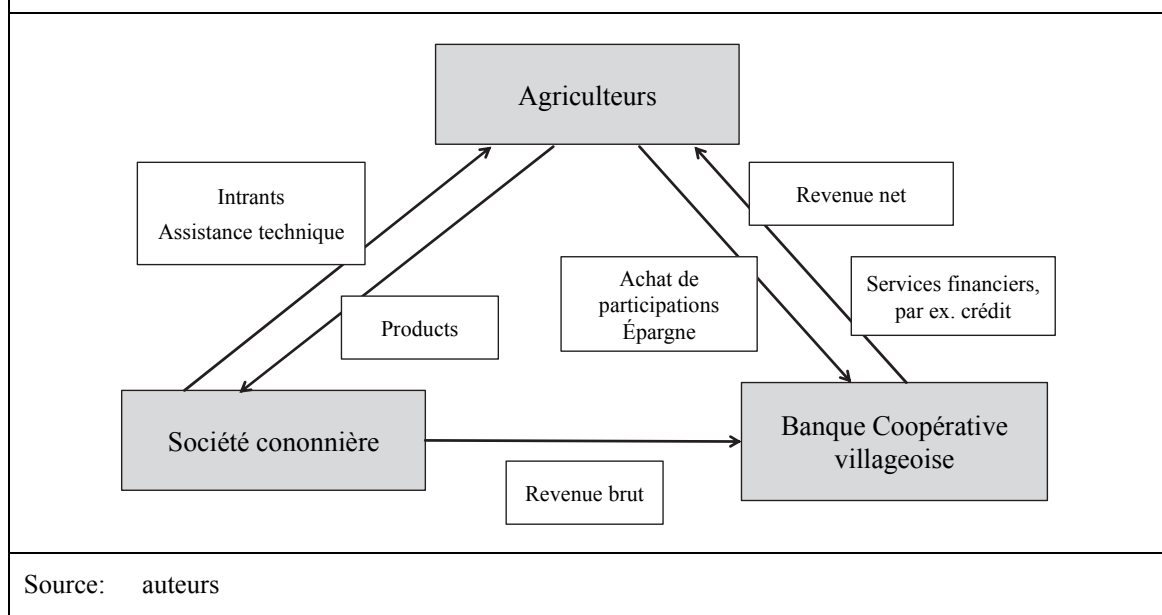 Agriculteurs
Intrants
Assistance technique
Revenue net
Achat de
participations
Épargne
Services financiers,
par ex. crédit
Products
Société cononnière
Banque Coopérative
villageoise
Revenue brut
Source: auteurs